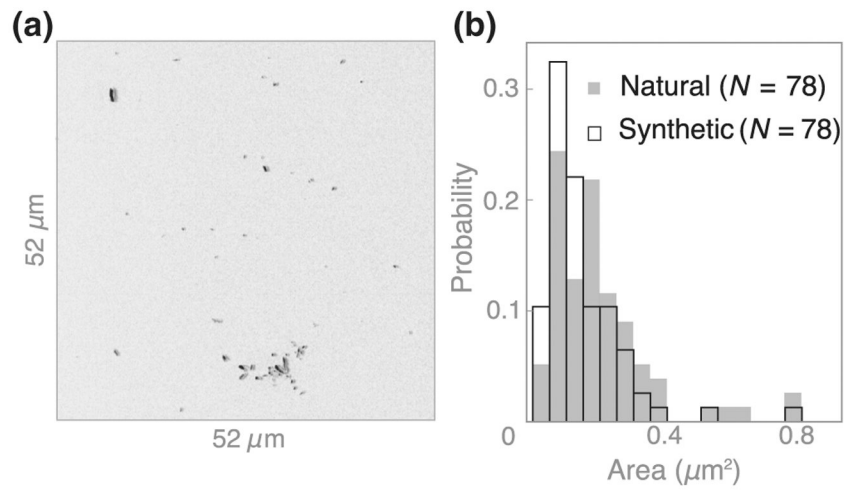 (a)
52 μm
52 μm
(b)
Natural (N = 78)
Synthetic (N = 78)
Probability
0.3
0.2
0.1
0
0.4
0.8
Area (μm²)